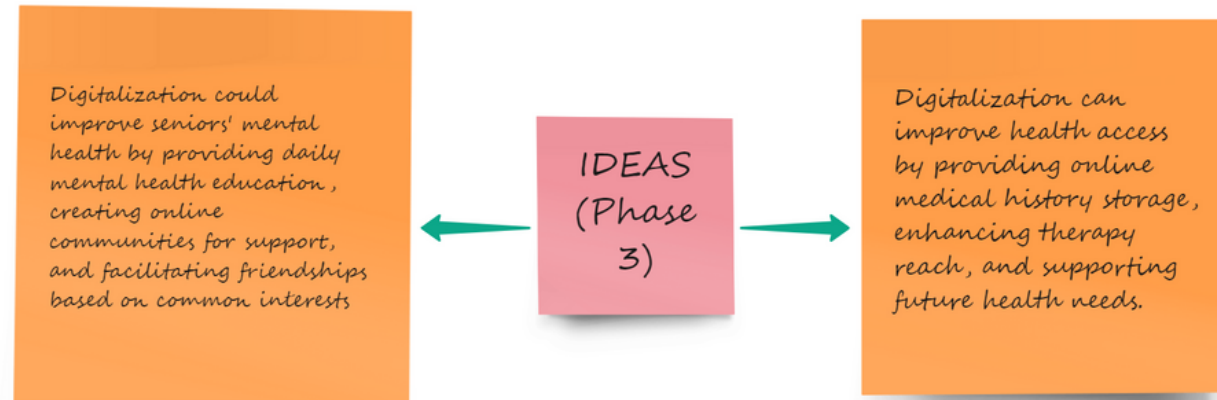 Digitalization could
improve seniors' mental
health by providing daily
mental health education,
creating online
communities for support,
and facilitating friendships
based on common interests
IDEAS
(Phase
3)
Digitalization can
improve health access
by providing online
medical history storage,
enhancing therapy
reach, and supporting
future health needs.